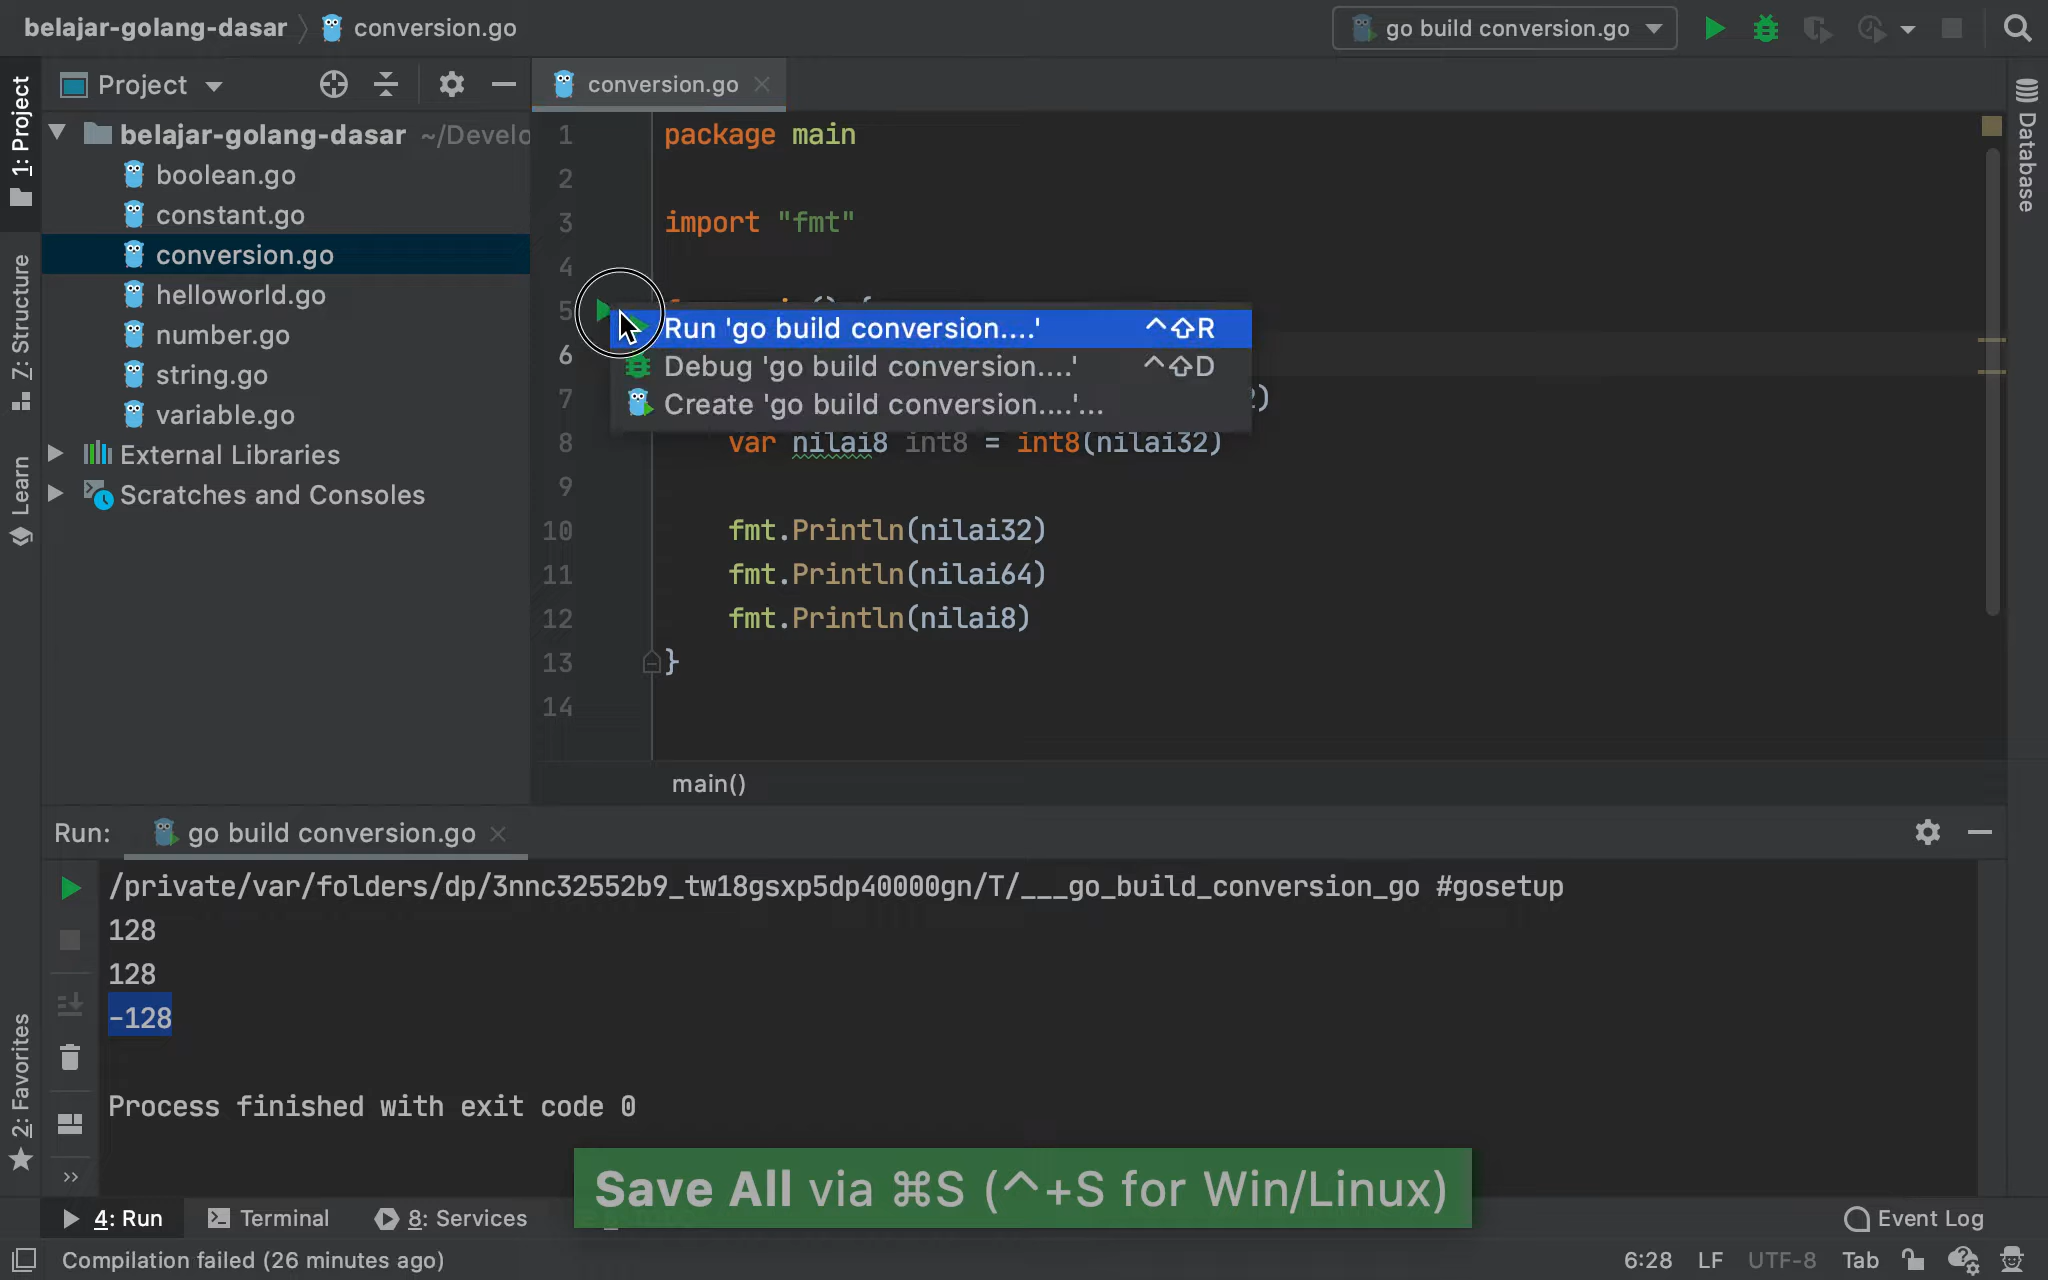 belajar-golang-dasar
conversion.go
go build conversion.go
1: Project
Project
conversion.go
Database
belajar-golang-dasar ~/Develo
boolean.go
constant.go
conversion.go
helloworld.go
number.go
string.go
variable.go
External Libraries
Scratches and Consoles
7: Structure
Learn
2: Favorites
1 package main
2
3 import "fmt"
4
5
6
7 )
8 var nilai8 int8 = int8(nilai32)
9
10 fmt.Println(nilai32)
11 fmt.Println(nilai64)
12 fmt.Println(nilai8)
13 }
14
Run 'go build conversion....' ^⇧R
Debug 'go build conversion....' ^⇧D
Create 'go build conversion....'...
main()
Run: go build conversion.go
/private/var/folders/dp/3nnc32552b9_tw18gsxp5dp40000gn/T/___go_build_conversion_go #gosetup
128
128
-128
Process finished with exit code 0
Save All via ⌘S (^+S for Win/Linux)
4: Run
Terminal
8: Services
Event Log
Compilation failed (26 minutes ago)
6:28 LF UTF-8 Tab